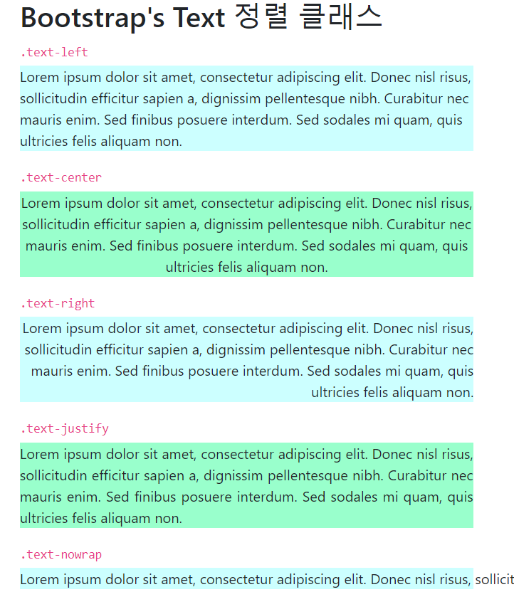 Bootstrap's Text 정렬 클래스
.text-left
Lorem ipsum dolor sit amet, consectetur adipiscing elit. Donec nisl risus,
sollicitudin efficitur sapien a, dignissim pellentesque nibh. Curabitur nec
mauris enim. Sed finibus posuere interdum. Sed sodales mi quam, quis
ultricies felis aliquam non.
.text-center
Lorem ipsum dolor sit amet, consectetur adipiscing elit. Donec nisl risus,
sollicitudin efficitur sapien a, dignissim pellentesque nibh. Curabitur nec
mauris enim. Sed finibus posuere interdum. Sed sodales mi quam, quis
ultricies felis aliquam non.
.text-right
Lorem ipsum dolor sit amet, consectetur adipiscing elit. Donec nisl risus,
sollicitudin efficitur sapien a, dignissim pellentesque nibh. Curabitur nec
mauris enim. Sed finibus posuere interdum. Sed sodales mi quam, quis
ultricies felis aliquam non.
.text-justify
Lorem ipsum dolor sit amet, consectetur adipiscing elit. Donec nisl risus,
sollicitudin efficitur sapien a, dignissim pellentesque nibh. Curabitur nec
mauris enim. Sed finibus posuere interdum. Sed sodales mi quam, quis
ultricies felis aliquam non.
.text-nowrap
Lorem ipsum dolor sit amet, consectetur adipiscing elit. Donec nisl risus, sollicit